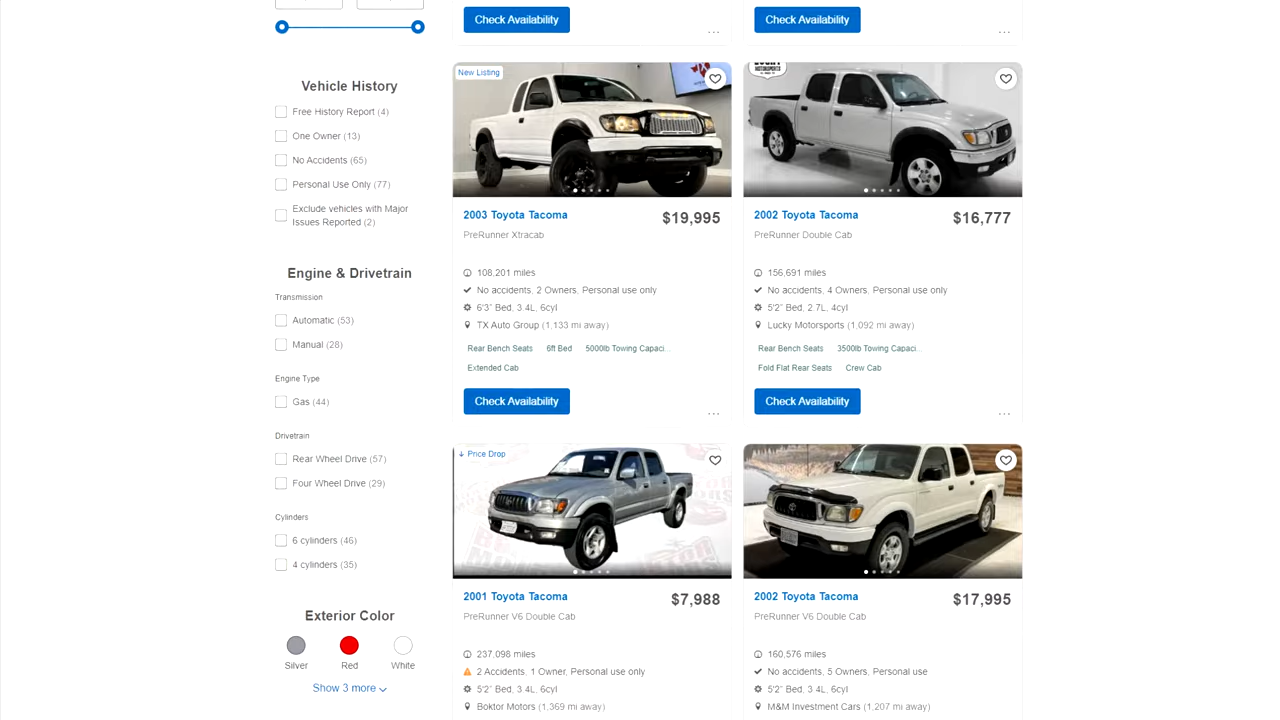 Check Availability
...
Check Availability
...
Vehicle History
Free History Report (4)
One Owner (13)
No Accidents (65)
Personal Use Only (77)
Exclude vehicles with Major
Issues Reported (2)
Engine & Drivetrain
Transmission
Automatic (53)
Manual (28)
Engine Type
Gas (44)
Drivetrain
Rear Wheel Drive (57)
Four Wheel Drive (29)
Cylinders
6 cylinders (46)
4 cylinders (35)
Exterior Color
Silver
Red
White
Show 3 more
New Listing
2003 Toyota Tacoma
$19,995
PreRunner Xtracab
108,201 miles
No accidents, 2 Owners, Personal use only
6'3" Bed, 3.4L, 6cyl
TX Auto Group (1,133 mi away)
Rear Bench Seats
6ft Bed
5000lb Towing Capaci...
Extended Cab
Check Availability
...
MOTORSPORTS
2002 Toyota Tacoma
$16,777
PreRunner Double Cab
156,691 miles
No accidents, 4 Owners, Personal use only
5'2" Bed, 2.7L, 4cyl
Lucky Motorsports (1,092 mi away)
Rear Bench Seats
3500lb Towing Capaci...
Fold Flat Rear Seats
Crew Cab
Check Availability
...
Price Drop
2001 Toyota Tacoma
$7,988
PreRunner V6 Double Cab
237,098 miles
2 Accidents, 1 Owner, Personal use only
5'2" Bed, 3.4L, 6cyl
Boktor Motors (1,369 mi away)
2002 Toyota Tacoma
$17,995
PreRunner V6 Double Cab
160,576 miles
No accidents, 5 Owners, Personal use
5'2" Bed, 3.4L, 6cyl
M&M Investment Cars (1,207 mi away)